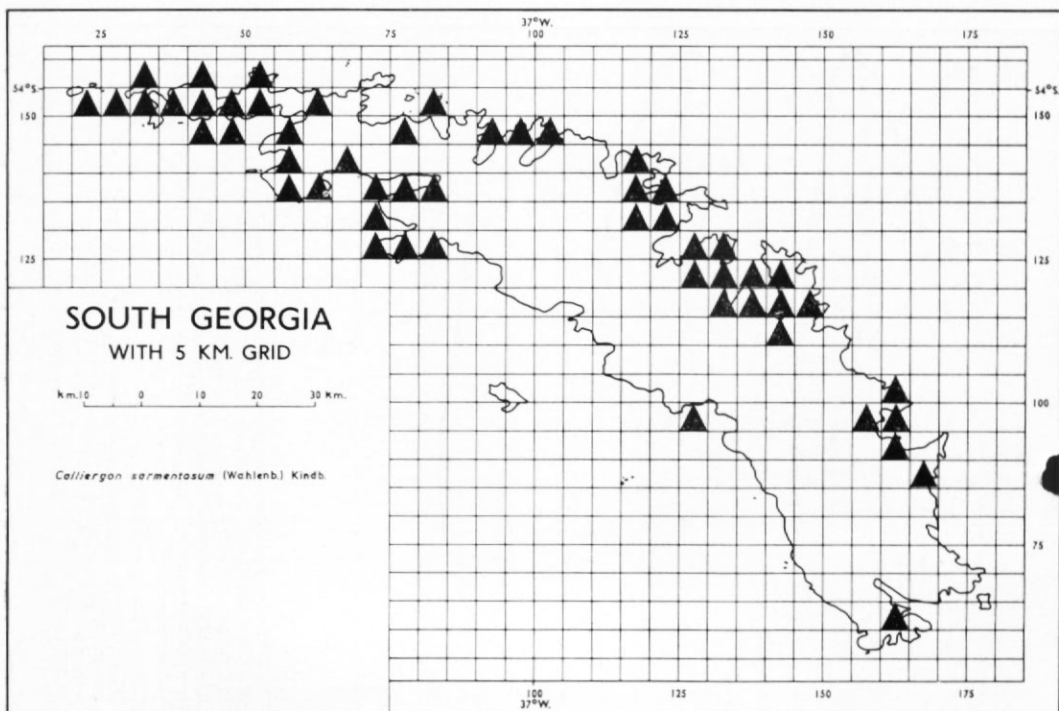 37°W.
25 50 75 100 125 150 175
54°S. 54°S.
150 150
125 125
SOUTH GEORGIA
WITH 5 KM. GRID
km.10 0 10 20 30 km.
100
Calliergon sarmentosum (Wahlenb.) Kindb.
75
100 125 150 175
37°W.